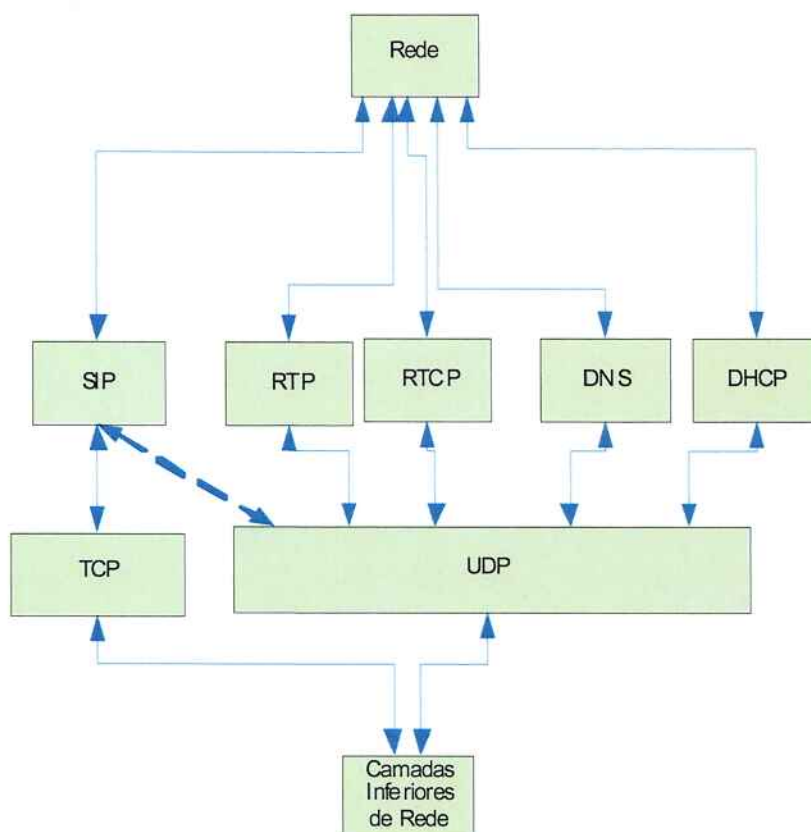 Rede
SIP
RTP
RTCP
DNS
DHCP
TCP
UDP
Camadas
Inferiores
de Rede